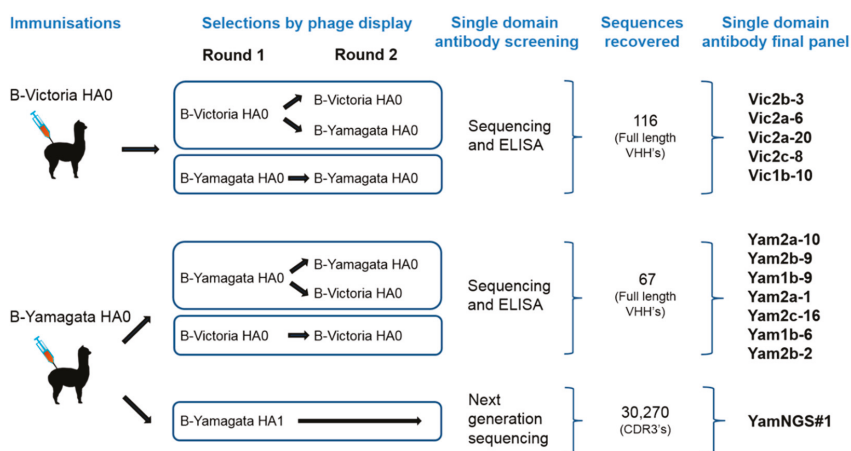 Immunisations
Selections by phage display
Single domain
antibody screening
Sequences
recovered
Single domain
antibody final panel
Round 1
Round 2
B-Victoria HA0
B-Victoria HA0
B-Victoria HA0
B-Yamagata HA0
B-Yamagata HA0
B-Yamagata HA0
Sequencing
and ELISA
116
(Full length
VHH's)
Vic2b-3
Vic2a-6
Vic2a-20
Vic2c-8
Vic1b-10
B-Yamagata HA0
B-Yamagata HA0
B-Yamagata HA0
B-Victoria HA0
B-Victoria HA0
B-Victoria HA0
Sequencing
and ELISA
67
(Full length
VHH's)
Yam2a-10
Yam2b-9
Yam1b-9
Yam2a-1
Yam2c-16
Yam1b-6
Yam2b-2
B-Yamagata HA1
Next
generation
sequencing
30,270
(CDR3's)
YamNGS#1